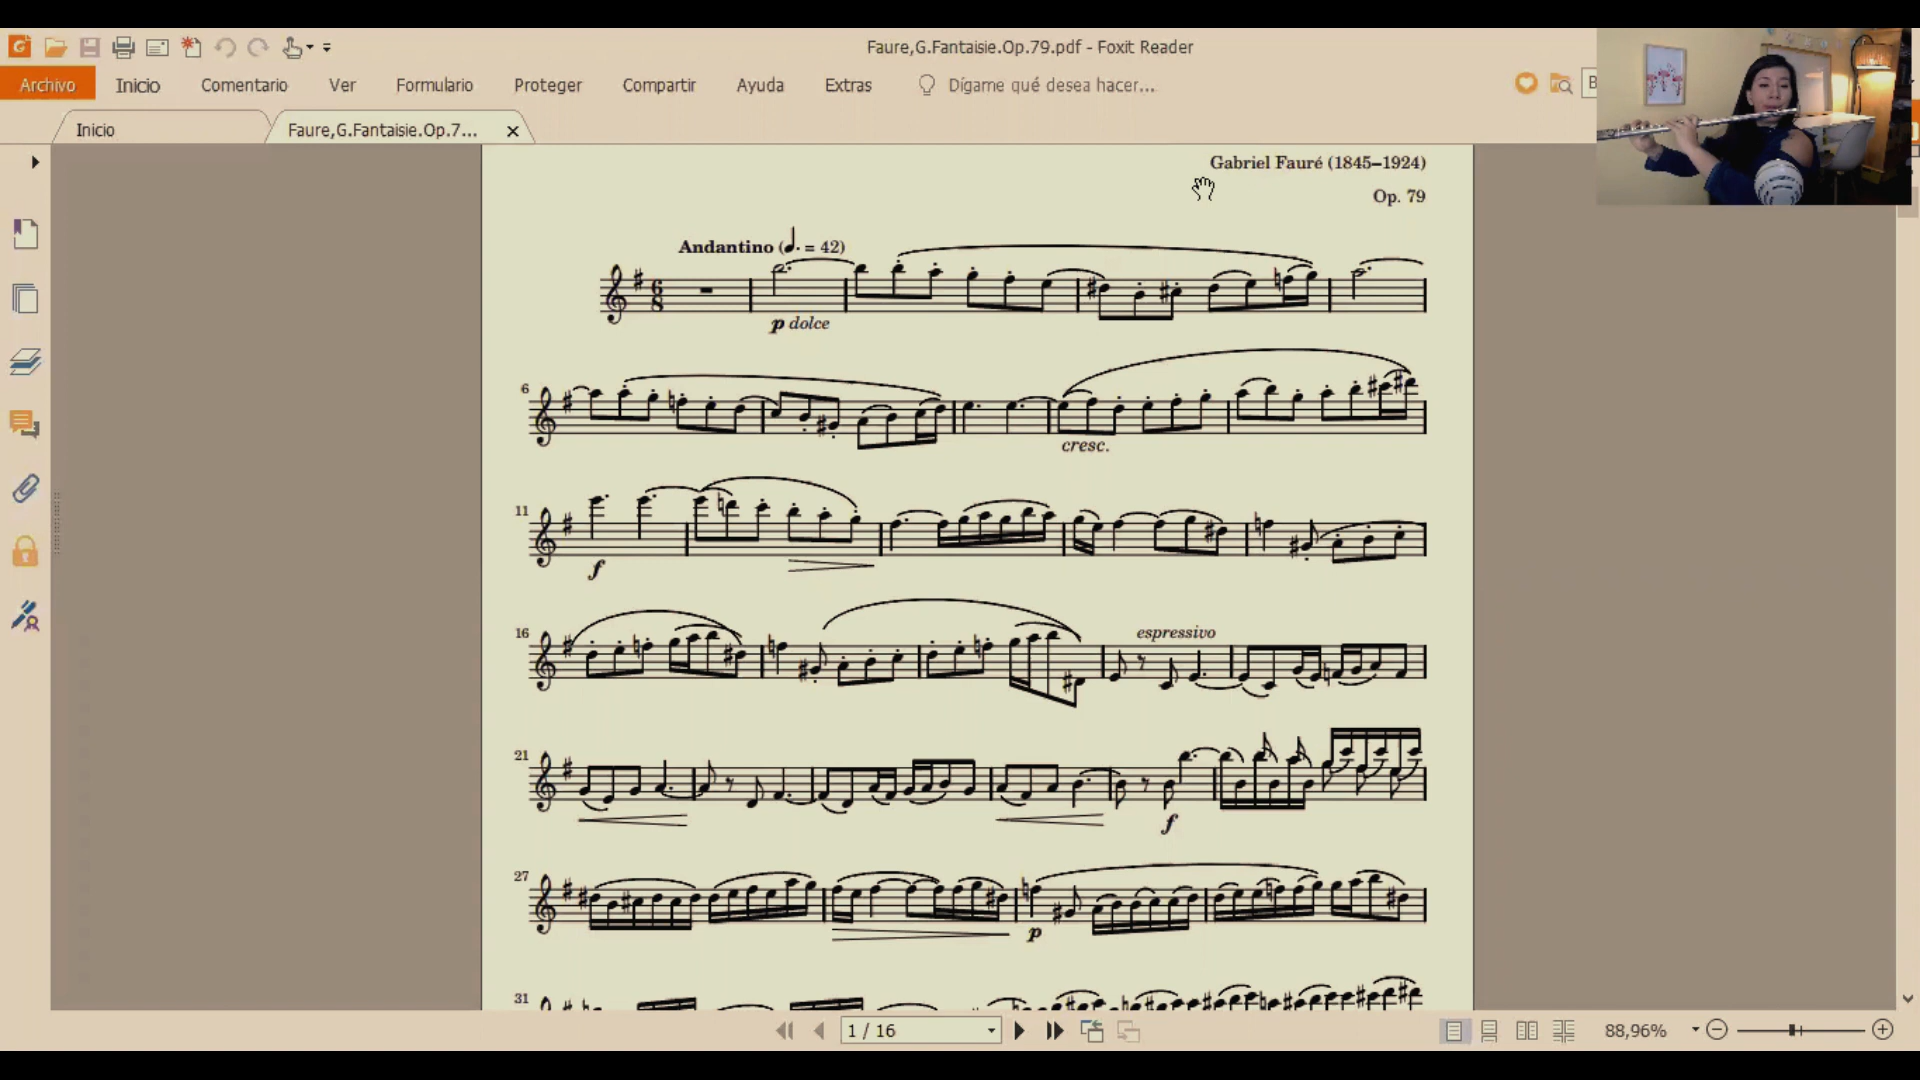 Faure,G.Fantaisie.Op.79.pdf - Foxit Reader
Archivo Inicio Comentario Ver Formulario Proteger Compartir Ayuda Extras Dígame qué desea hacer...
Inicio Faure,G.Fantaisie.Op.7...
Gabriel Fauré (1845–1924)
Op. 79
Andantino (♩. = 42)
6
8
p dolce
6
cresc.
11
f
16
espressivo
21
f
27
p
31
1 / 16 88,96%